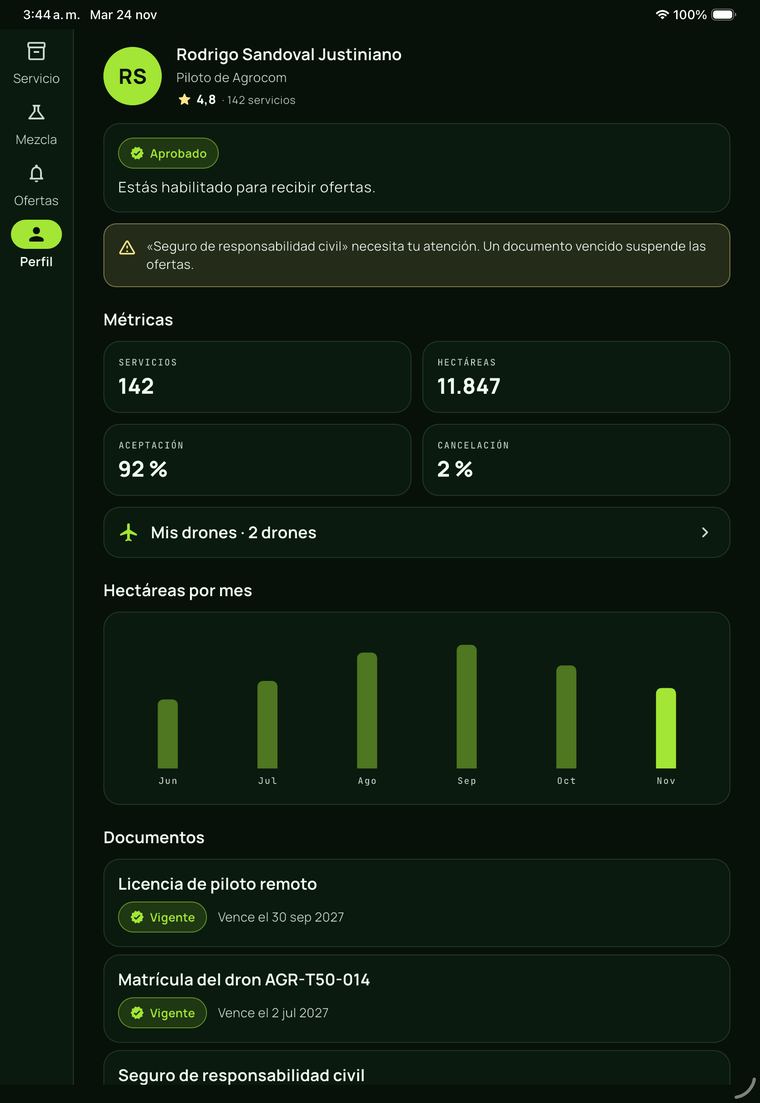 3:44 a. m. Mar 24 nov
100%
Servicio
Mezcla
Ofertas
Perfil
RS
Rodrigo Sandoval Justiniano
Piloto de Agrocom
4,8 · 142 servicios
Aprobado
Estás habilitado para recibir ofertas.
«Seguro de responsabilidad civil» necesita tu atención. Un documento vencido suspende las
ofertas.
Métricas
SERVICIOS
142
HECTÁREAS
11.847
ACEPTACIÓN
92 %
CANCELACIÓN
2 %
Mis drones · 2 drones
Hectáreas por mes
Jun Jul Ago Sep Oct Nov
Documentos
Licencia de piloto remoto
Vigente Vence el 30 sep 2027
Matrícula del dron AGR-T50-014
Vigente Vence el 2 jul 2027
Seguro de responsabilidad civil